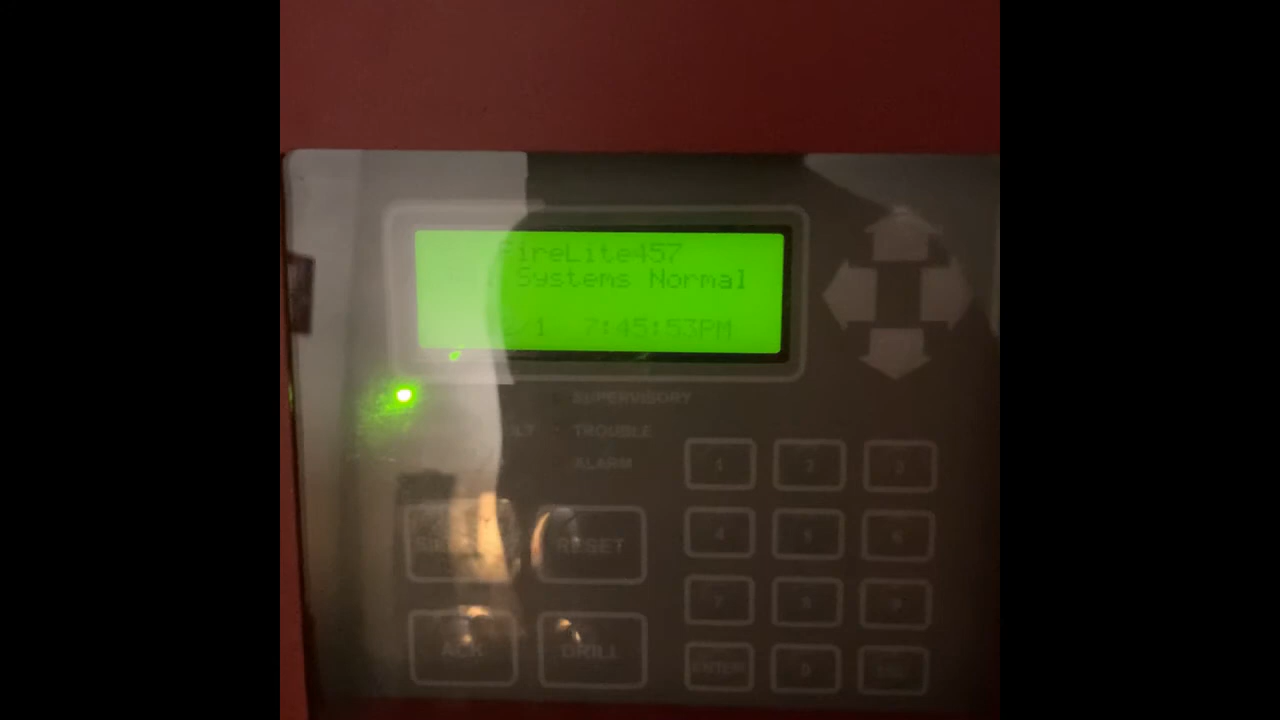 FireLite457
Systems Normal
2/1 7:45:53PM
SUPERVISORY
TROUBLE
ALARM
1 2 3
RESET
4 5 6
7 8 9
ACK DRILL
ENTER 0